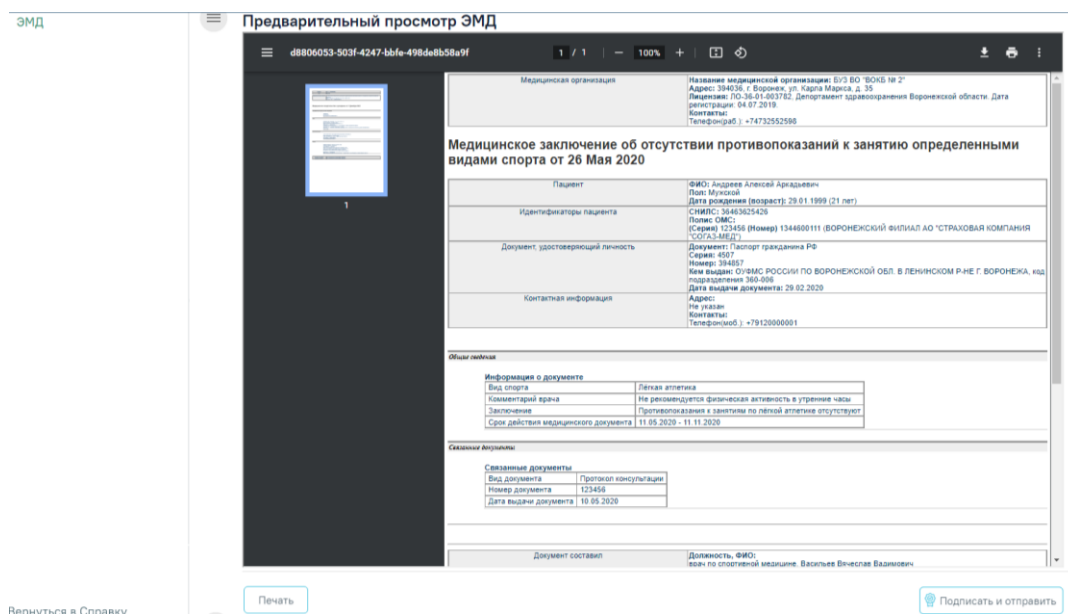 ЭМД
Предварительный просмотр ЭМД
d8806053-503f-4247-bbfe-498de8b58a9f
1 / 1 | − 100% +
1
Медицинская организация
Название медицинской организации: БУЗ ВО "ВОКБ № 2"
Адрес: 394036, г. Воронеж, ул. Карла Маркса, д. 35
Лицензия: ЛО-36-01-003782, Департамент здравоохранения Воронежской области. Дата
регистрации: 04.07.2019.
Контакты:
Телефон(раб.): +74732552598
Медицинское заключение об отсутствии противопоказаний к занятию определенными
видами спорта от 26 Мая 2020
Пациент
ФИО: Андреев Алексей Аркадьевич
Пол: Мужской
Дата рождения (возраст): 29.01.1999 (21 лет)
Идентификаторы пациента
СНИЛС: 36463625426
Полис ОМС:
(Серия) 123456 (Номер) 1344600111 (ВОРОНЕЖСКИЙ ФИЛИАЛ АО "СТРАХОВАЯ КОМПАНИЯ
"СОГАЗ-МЕД")
Документ, удостоверяющий личность
Документ: Паспорт гражданина РФ
Серия: 4507
Номер: 394857
Кем выдан: ОУФМС РОССИИ ПО ВОРОНЕЖСКОЙ ОБЛ. В ЛЕНИНСКОМ Р-НЕ Г. ВОРОНЕЖА, код
подразделения 360-006
Дата выдачи документа: 29.02.2020
Контактная информация
Адрес:
Не указан
Контакты:
Телефон(моб.): +79120000001
Общие сведения
Информация о документе
Вид спорта Лёгкая атлетика
Комментарий врача Не рекомендуется физическая активность в утренние часы
Заключение Противопоказания к занятиям по лёгкой атлетике отсутствуют
Срок действия медицинского документа 11.05.2020 - 11.11.2020
Связанные документы
Связанные документы
Вид документа Протокол консультации
Номер документа 123456
Дата выдачи документа 10.05.2020
Документ составил
Должность, ФИО:
врач по спортивной медицине, Васильев Вячеслав Вадимович
Печать
Подписать и отправить
Вернуться в Справку